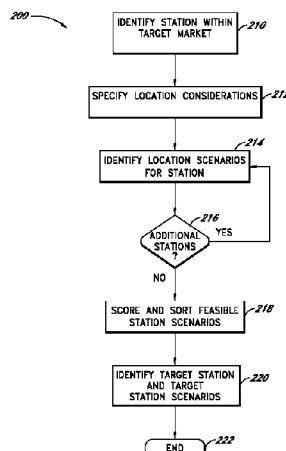 200
IDENTIFY STATION WITHIN
TARGET MARKET
210
SPECIFY LOCATION CONSIDERATIONS
212
214
IDENTIFY LOCATION SCENARIOS
FOR STATION
216
ADDITIONAL
STATIONS
?
YES
NO
SCORE AND SORT FEASIBLE
STATION SCENARIOS
218
IDENTIFY TARGET STATION
AND TARGET
STATION SCENARIOS
220
END
222